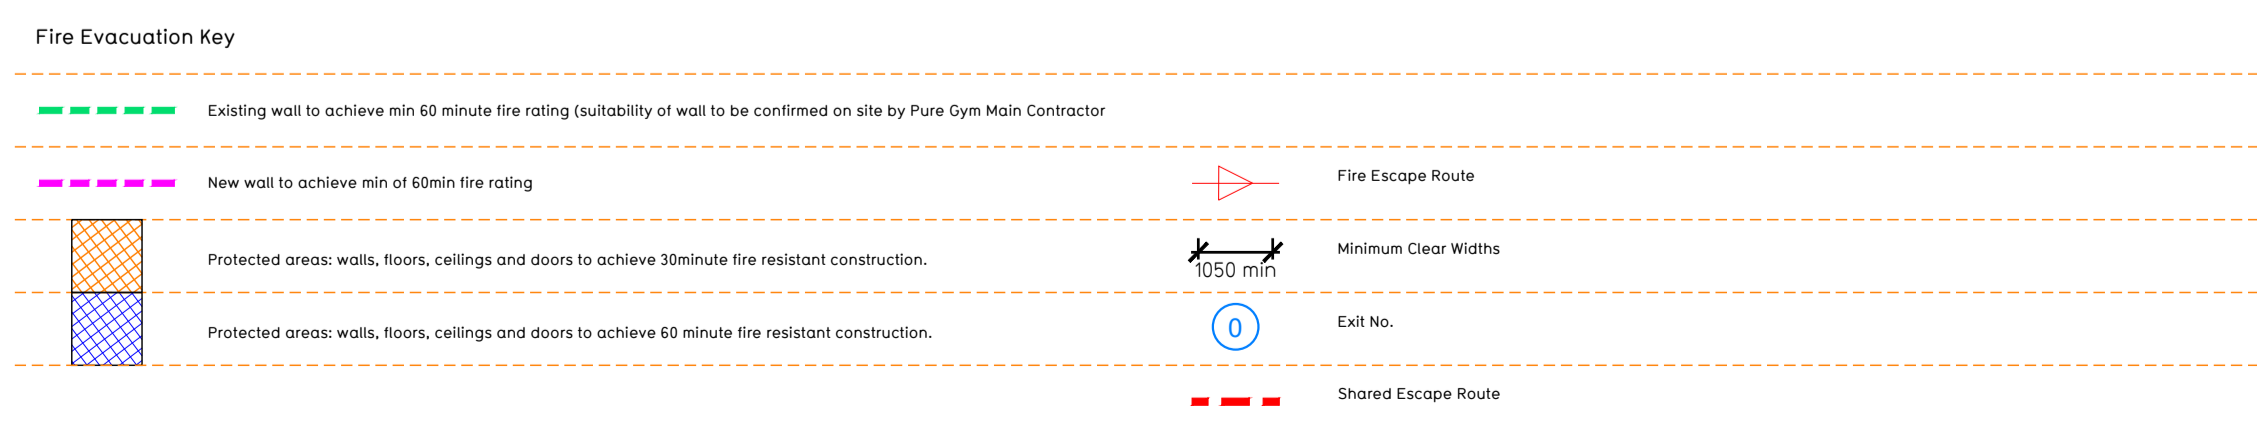 Fire Evacuation Key
Existing wall to achieve min 60 minute fire rating (suitability of wall to be confirmed on site by Pure Gym Main Contractor
New wall to achieve min of 60min fire rating
Protected areas: walls, floors, ceilings and doors to achieve 30minute fire resistant construction.
Protected areas: walls, floors, ceilings and doors to achieve 60 minute fire resistant construction.
Fire Escape Route
Minimum Clear Widths
1050 min
0
Exit No.
Shared Escape Route